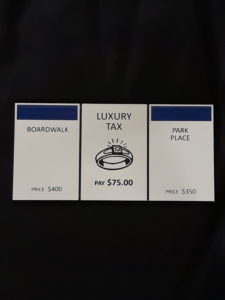 BOARDWALK
PRICE $400
LUXURY
TAX
PAY $75.00
PARK
PLACE
PRICE $350